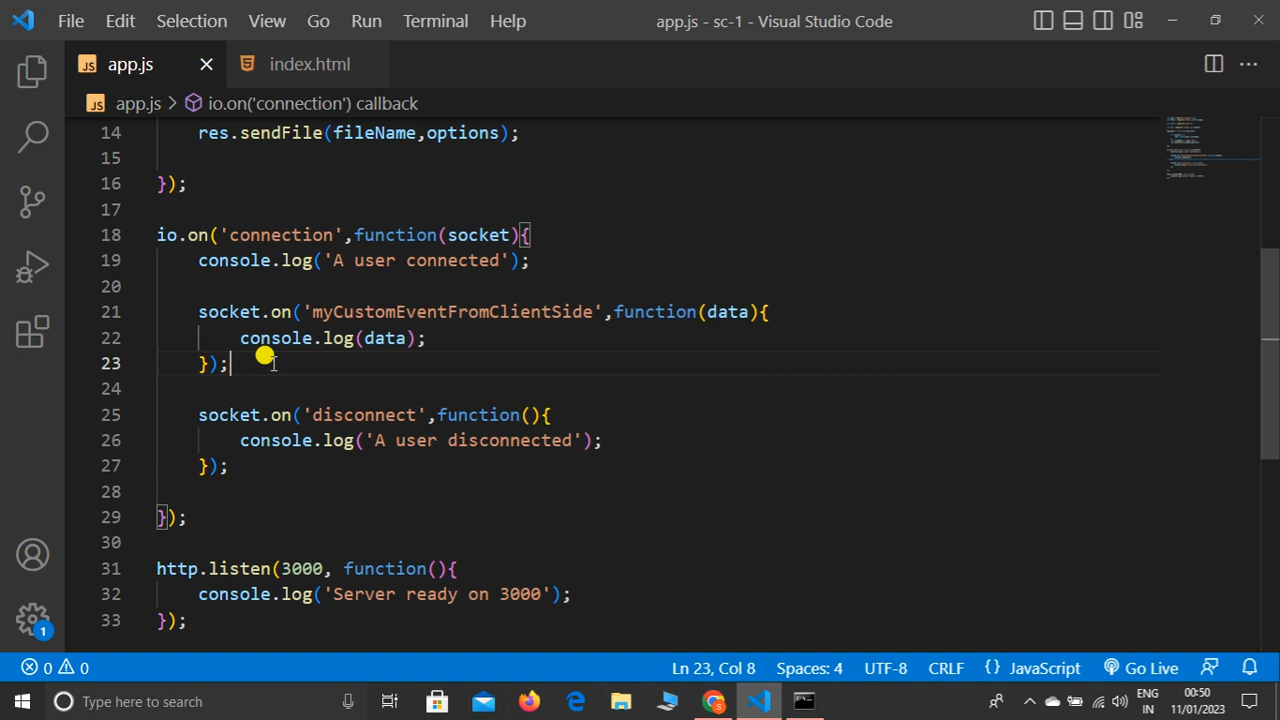 File Edit Selection View Go Run Terminal Help app.js - sc-1 - Visual Studio Code
JS app.js index.html
JS app.js > io.on('connection') callback
14 res.sendFile(fileName,options);
15
16 });
17
18 io.on('connection',function(socket){
19 console.log('A user connected');
20
21 socket.on('myCustomEventFromClientSide',function(data){
22 console.log(data);
23 });
24
25 socket.on('disconnect',function(){
26 console.log('A user disconnected');
27 });
28
29 });
30
31 http.listen(3000, function(){
32 console.log('Server ready on 3000');
33 });
1
0 0 Ln 23, Col 8 Spaces: 4 UTF-8 CRLF {} JavaScript Go Live
Type here to search ENG IN 00:50 11/01/2023